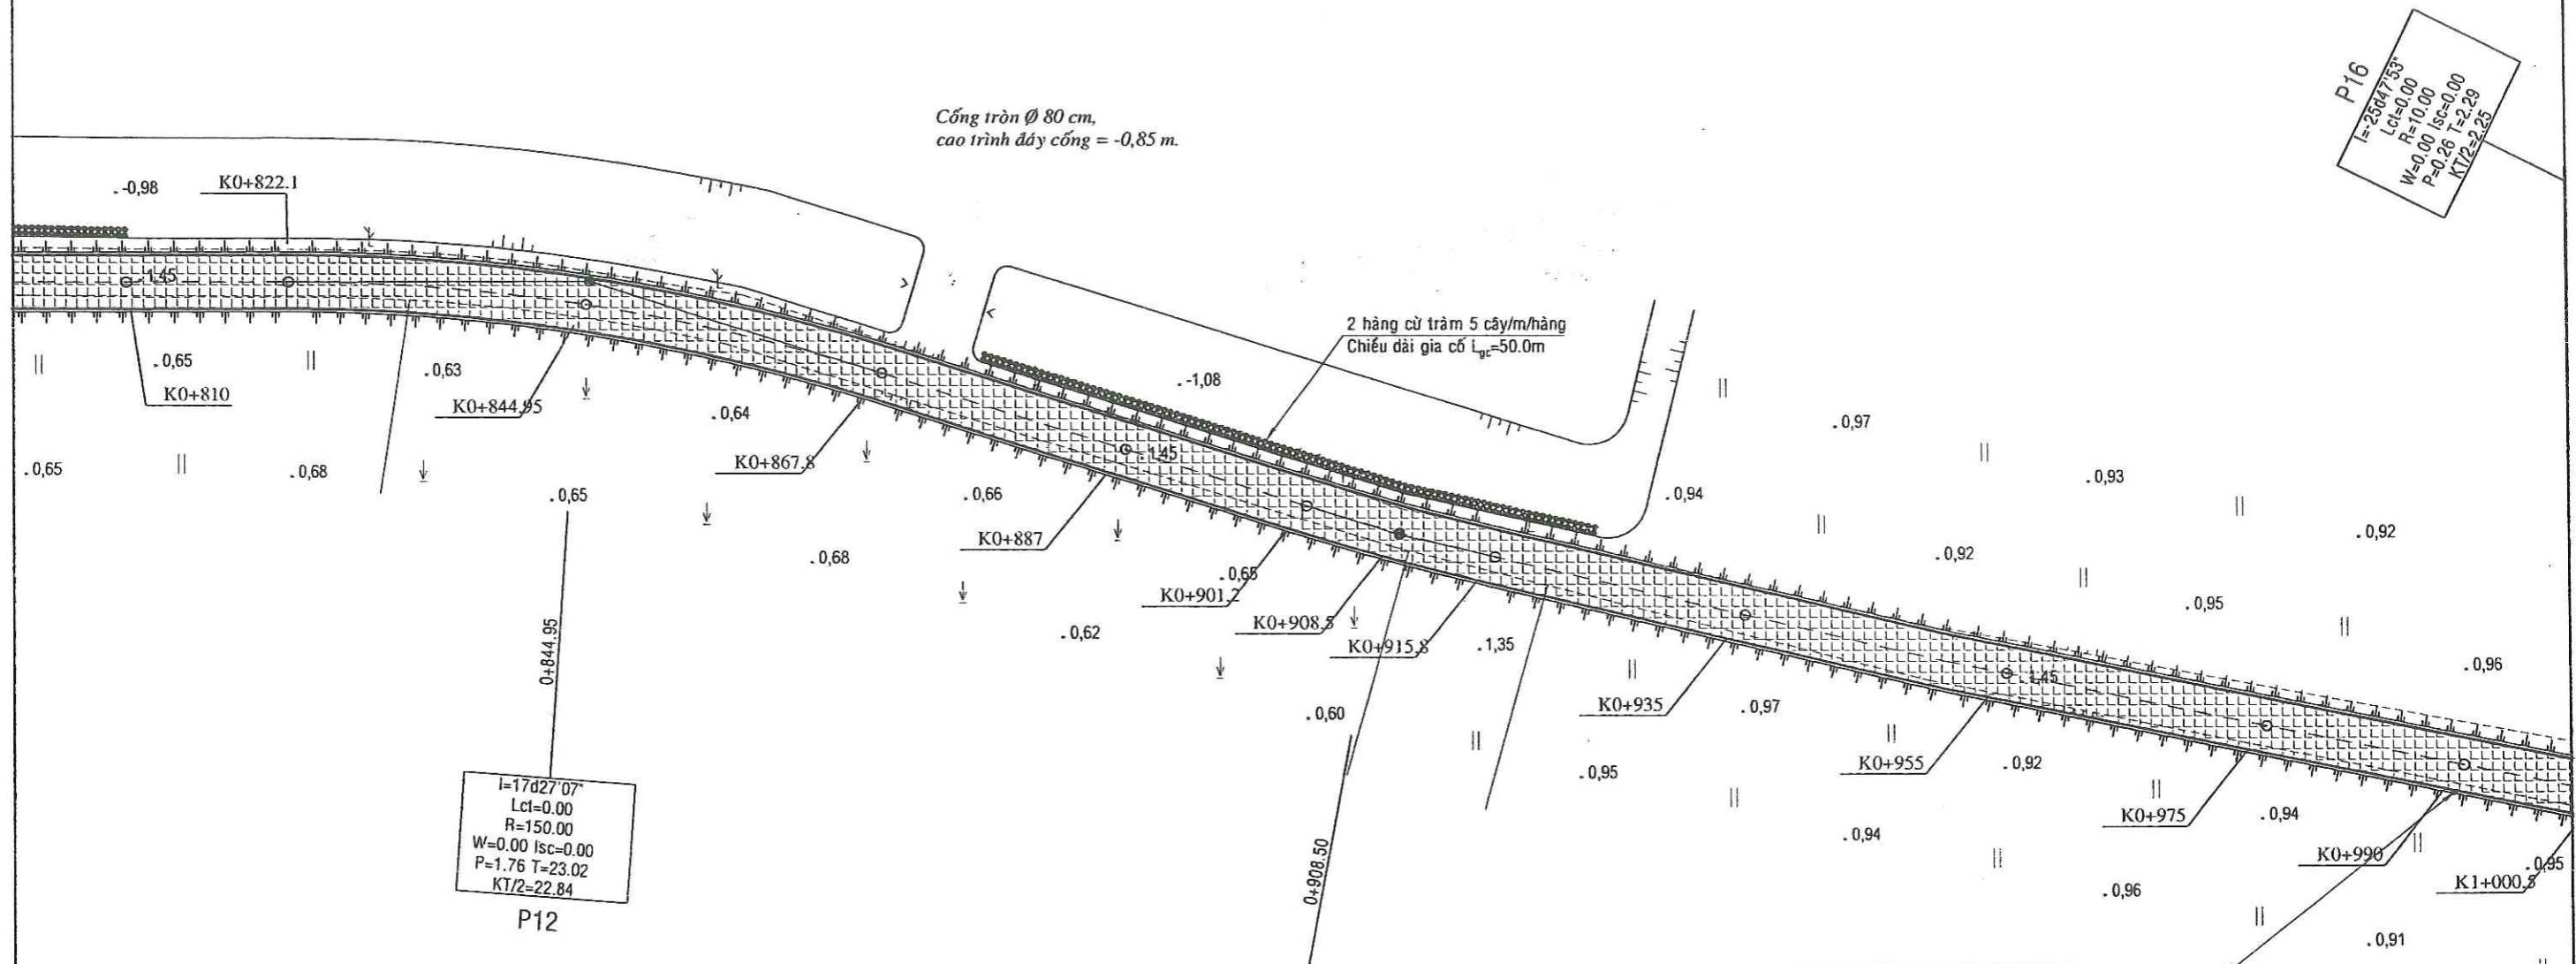 Cống tròn Ø 80 cm,
cao trình đáy cống = -0,85 m.
P16
I=-25d47'53"
Lct=0.00
R=10.00
W=0.00 Isc=0.00
P=0.26 T=2.29
KT/2=2.25
.-0,98
K0+822.1
.1,45
2 hàng cừ tràm 5 cây/m/hàng
Chiều dài gia cố Lgc=50.0m
.-1,08
.0,65
K0+810
.0,63
K0+844.95
.0,64
.0,97
.0,65
.0,68
K0+867.8
.1,45
.0,93
.0,65
.0,66
.0,94
.0,92
K0+887
.0,68
.0,92
.0,65
K0+901.2
.0,95
K0+908.5
.0,62
K0+915.8
.1,35
.0,96
0+844.95
.1,45
.0,60
K0+935
.0,97
.0,95
K0+955
.0,92
I=17d27'07"
Lct=0.00
R=150.00
W=0.00 Isc=0.00
P=1.76 T=23.02
KT/2=22.84
P12
K0+975
.0,94
.0,94
0+908.50
K0+990
.0,95
K1+000.5
.0,96
.0,91